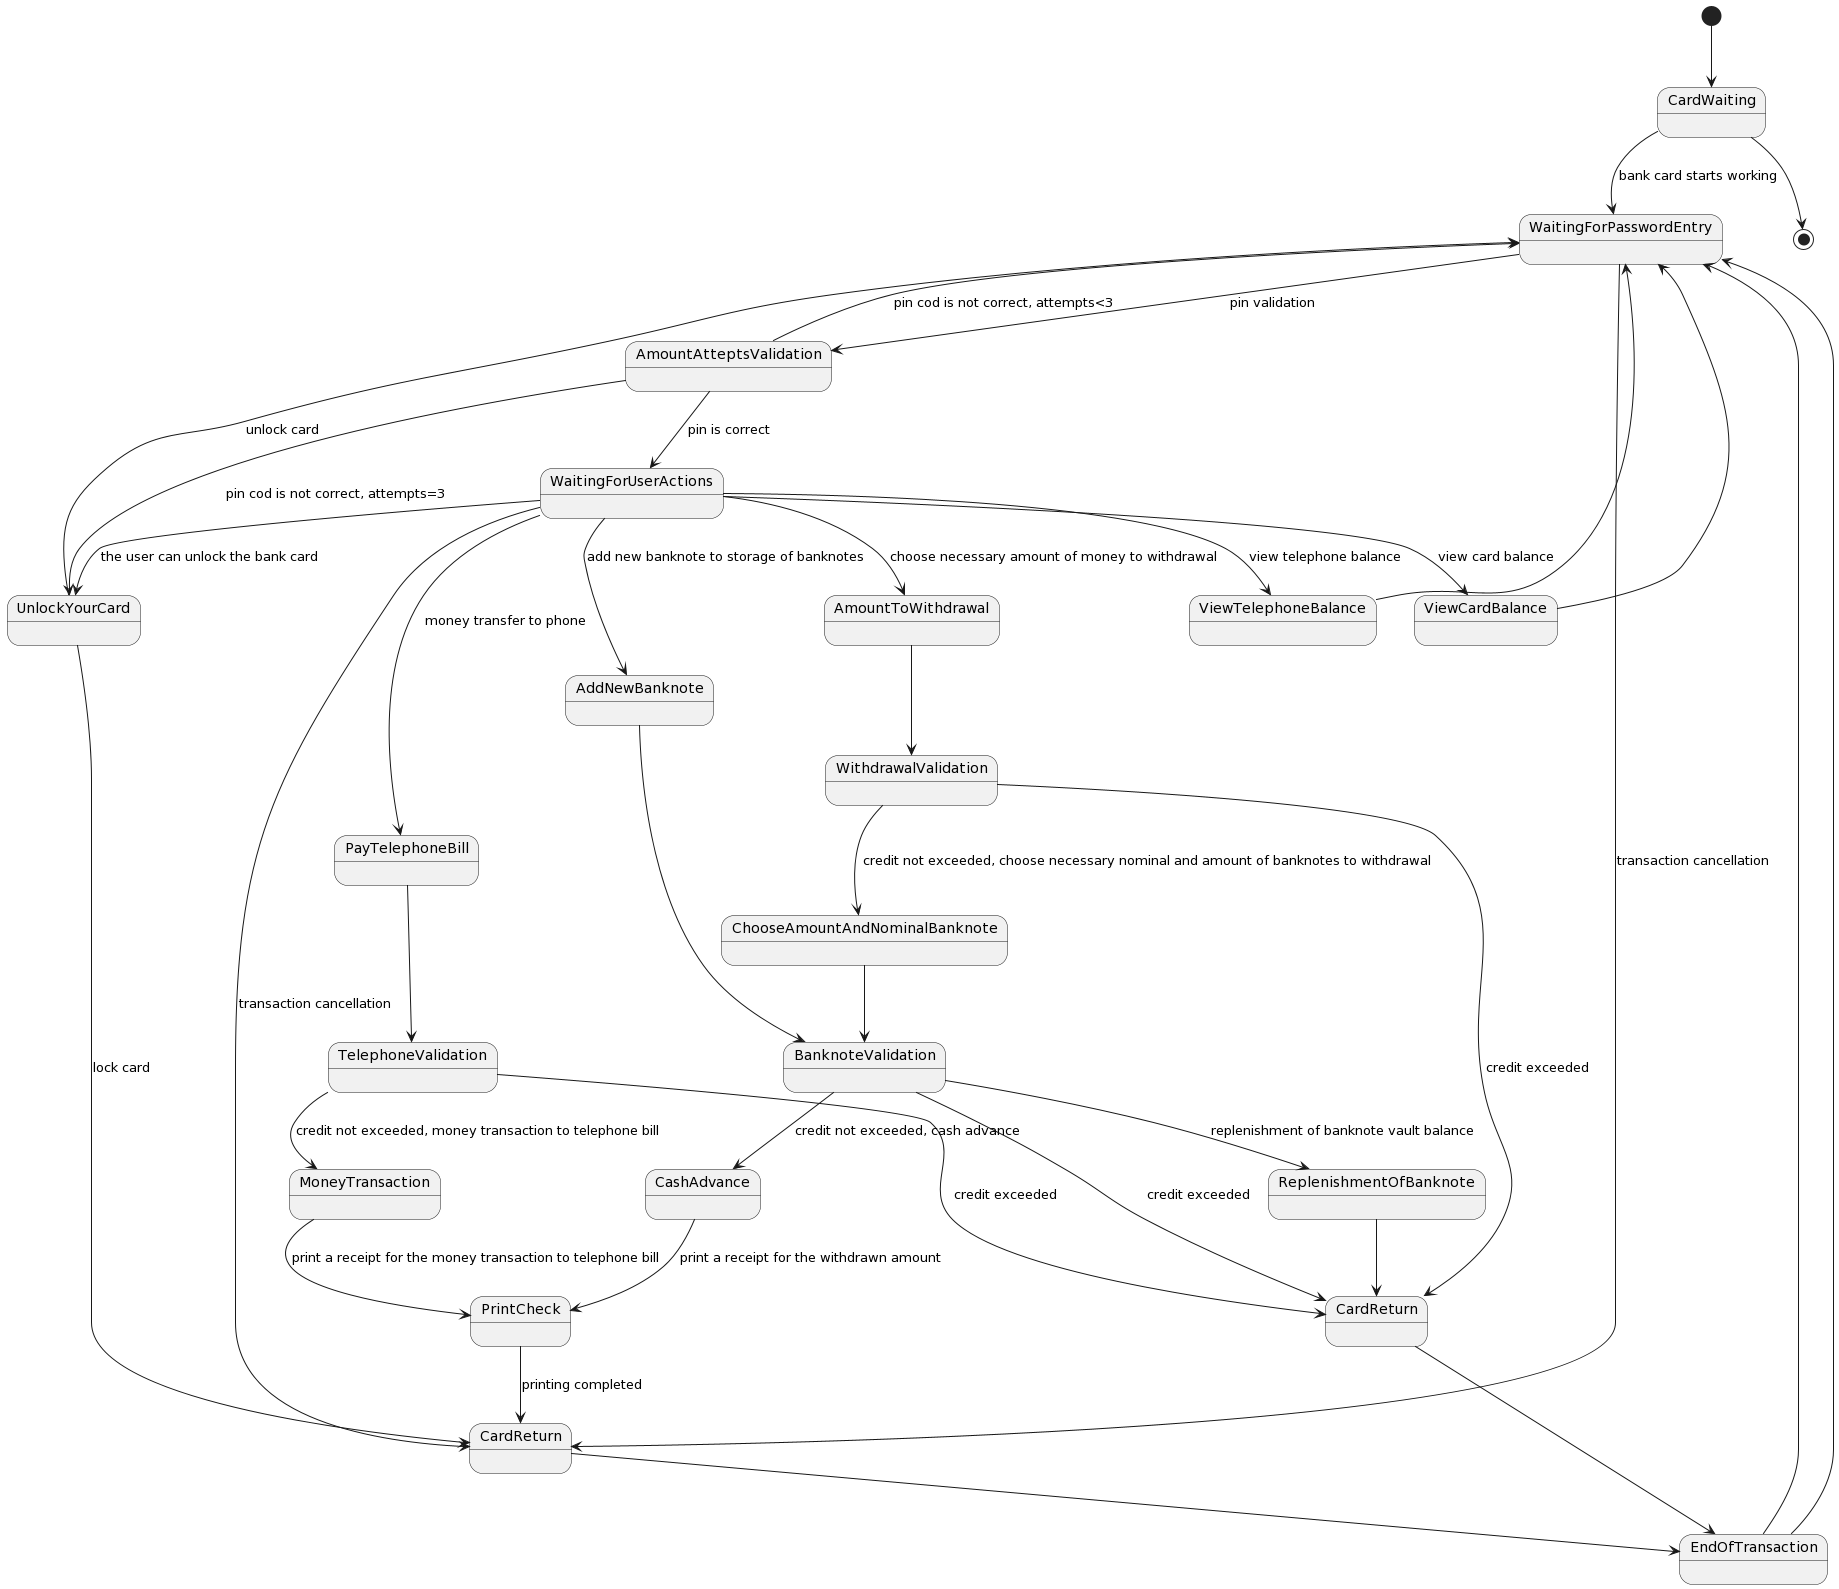 CardWaiting
bank card starts working
WaitingForPasswordEntry
pin cod is not correct, attempts<3
pin validation
AmountAtteptsValidation
unlock card
pin is correct
WaitingForUserActions
pin cod is not correct, attempts=3
the user can unlock the bank card
add new banknote to storage of banknotes
choose necessary amount of money to withdrawal
view telephone balance
view card balance
UnlockYourCard
money transfer to phone
AmountToWithdrawal
ViewTelephoneBalance
ViewCardBalance
AddNewBanknote
WithdrawalValidation
PayTelephoneBill
credit not exceeded, choose necessary nominal and amount of banknotes to withdrawal
transaction cancellation
ChooseAmountAndNominalBanknote
transaction cancellation
TelephoneValidation
BanknoteValidation
lock card
credit exceeded
credit not exceeded, money transaction to telephone bill
credit not exceeded, cash advance
replenishment of banknote vault balance
MoneyTransaction
CashAdvance
credit exceeded
credit exceeded
ReplenishmentOfBanknote
print a receipt for the money transaction to telephone bill
print a receipt for the withdrawn amount
PrintCheck
CardReturn
printing completed
CardReturn
EndOfTransaction